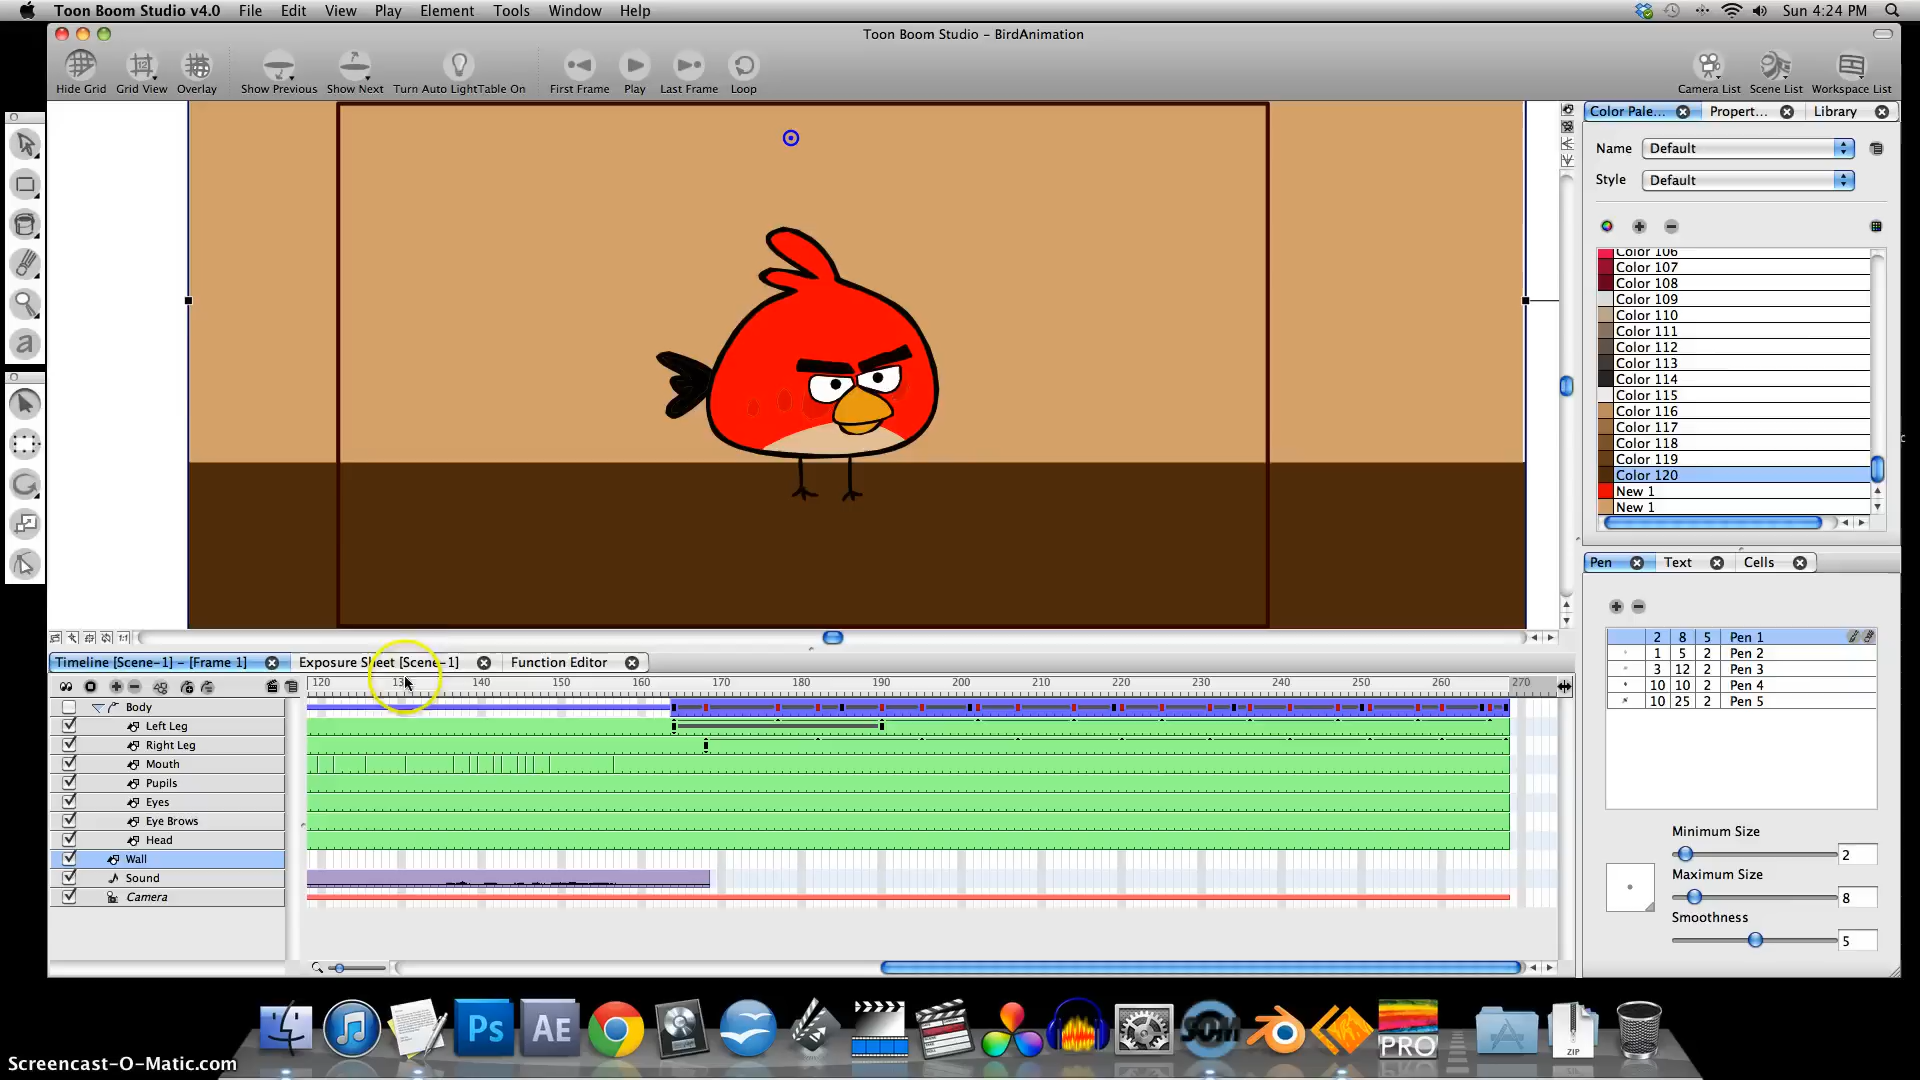 Toon Boom Studio v4.0 File Edit View Play Element Tools Window Help Sun 4:24 PM
Toon Boom Studio - BirdAnimation
Hide Grid Grid View Overlay Show Previous Show Next Turn Auto LightTable On First Frame Play Last Frame Loop Camera List Scene List Workspace List
12
Color Pale... Propert... Library
Name Default
Style Default
Color 106
Color 107
Color 108
Color 109
Color 110
Color 111
Color 112
Color 113
Color 114
Color 115
Color 116
Color 117
Color 118
Color 119
Color 120
New 1
New 1
Pen Text Cells
2 8 5 Pen 1
1 5 2 Pen 2
3 12 2 Pen 3
10 10 2 Pen 4
10 25 2 Pen 5
Minimum Size
2
Maximum Size
8
Smoothness
5
a
Timeline [Scene-1] - [Frame 1] Exposure Sheet [Scene-1] Function Editor
120 13 140 150 160 170 180 190 200 210 220 230 240 250 260 270
Body
Left Leg
Right Leg
Mouth
Pupils
Eyes
Eye Brows
Head
Wall
Sound
Camera
Ps AE PRO ZIP
Screencast-O-Matic.com